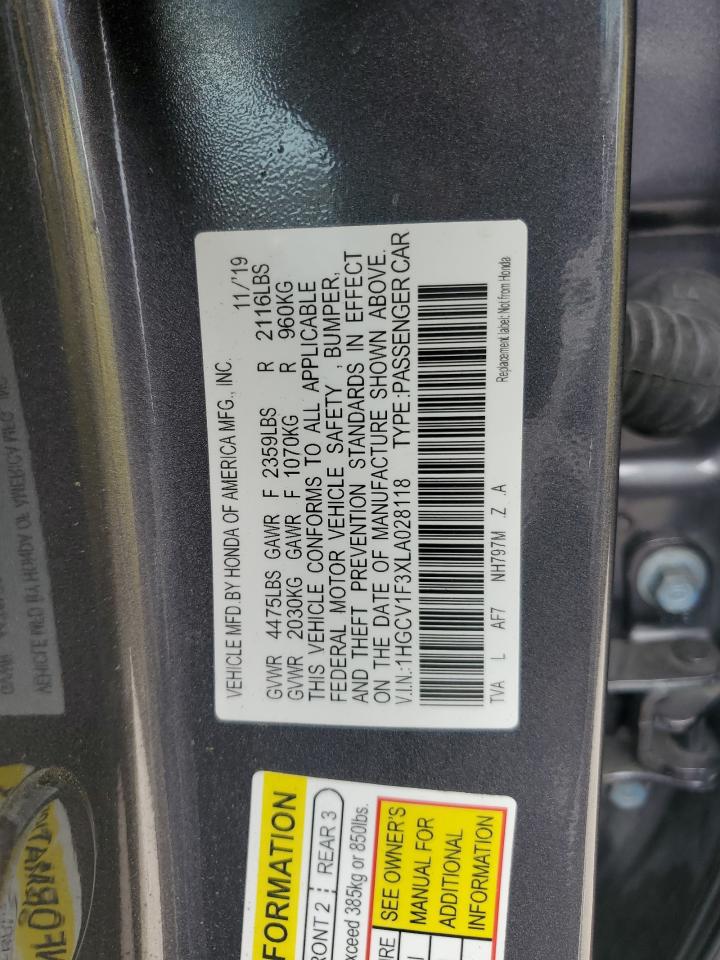 VEHICLE MFD.BY HONDA OF AMERICA MFG., INC. 11/'19
GVWR 4475LBS GAWR F 2359LBS R 2116LBS
GVWR 2030KG GAWR F 1070KG R 960KG
THIS VEHICLE CONFORMS TO ALL APPLICABLE
FEDERAL MOTOR VEHICLE SAFETY , BUMPER,
AND THEFT PREVENTION STANDARDS IN EFFECT
ON THE DATE OF MANUFACTURE SHOWN ABOVE.
V.I.N.:1HGCV1F3XLA028118 TYPE:PASSENGER CAR
TVA L AF7 NH797M Z .A
Replacement label: Not from Honda
FORMATION
RONT 2 REAR 3
xceed 385kg or 850lbs.
SEE OWNER'S
MANUAL FOR
ADDITIONAL
INFORMATION